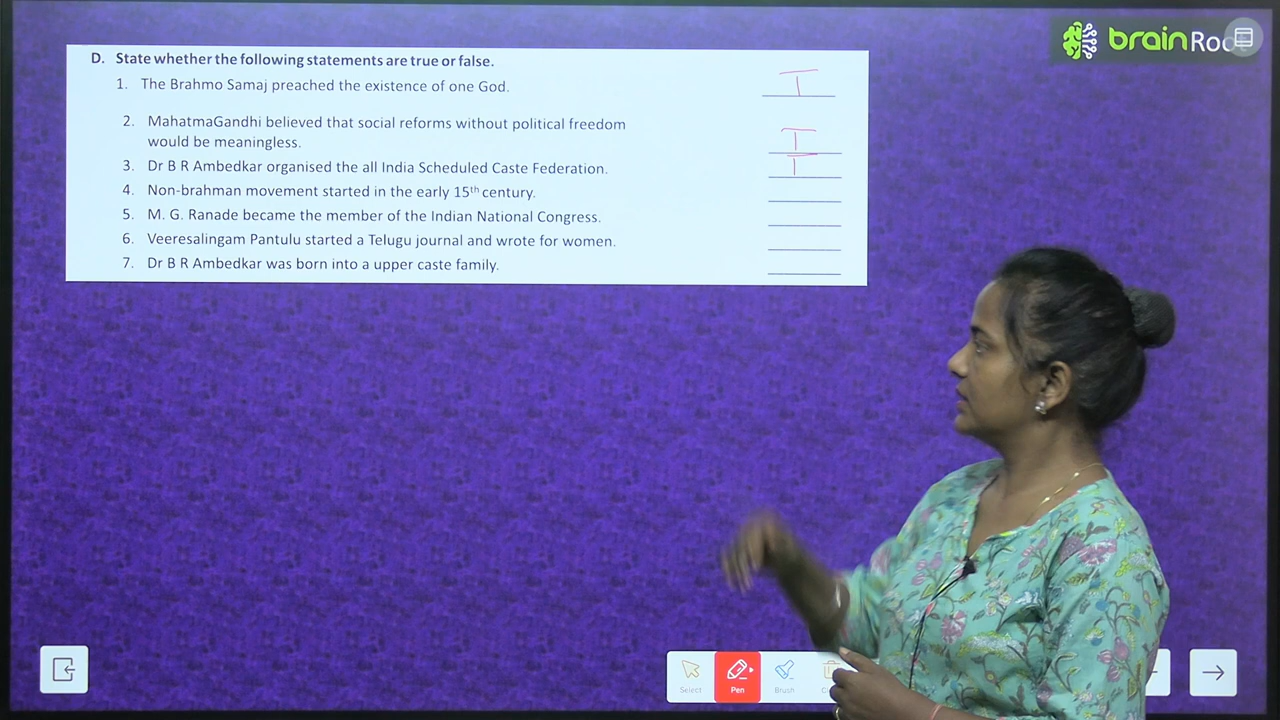 brainRoot
D. State whether the following statements are true or false.
1. The Brahmo Samaj preached the existence of one God. T
2. MahatmaGandhi believed that social reforms without political freedom
would be meaningless. T
3. Dr B R Ambedkar organised the all India Scheduled Caste Federation. T
4. Non-brahman movement started in the early 15th century.
5. M. G. Ranade became the member of the Indian National Congress.
6. Veeresalingam Pantulu started a Telugu journal and wrote for women.
7. Dr B R Ambedkar was born into a upper caste family.
Select Pen Brush